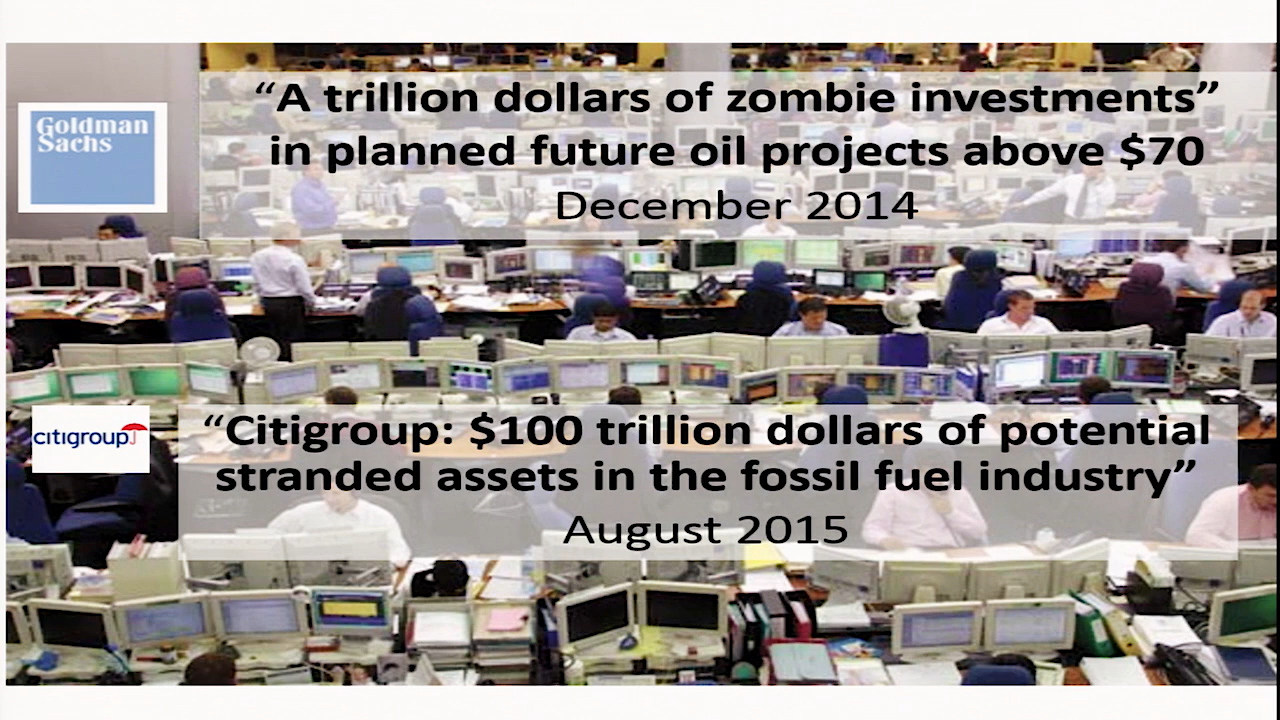 Goldman
Sachs
“A trillion dollars of zombie investments”
in planned future oil projects above $70
December 2014
citigroup
“Citigroup: $100 trillion dollars of potential
stranded assets in the fossil fuel industry”
August 2015